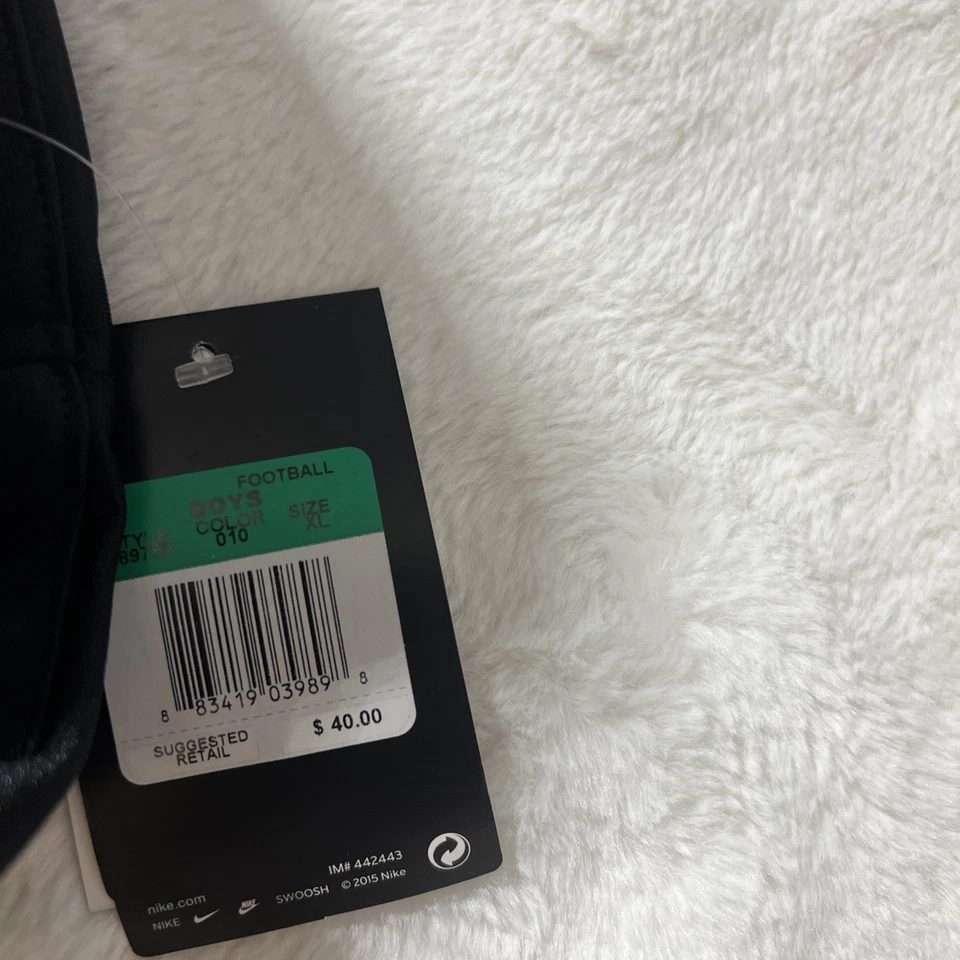 FOOTBALL
BOYS
COLOR SIZE
010 XL
8 83419 03989 8
$ 40.00
SUGGESTED
RETAIL
IM# 442443
nike.com SWOOSH © 2015 Nike
NIKE